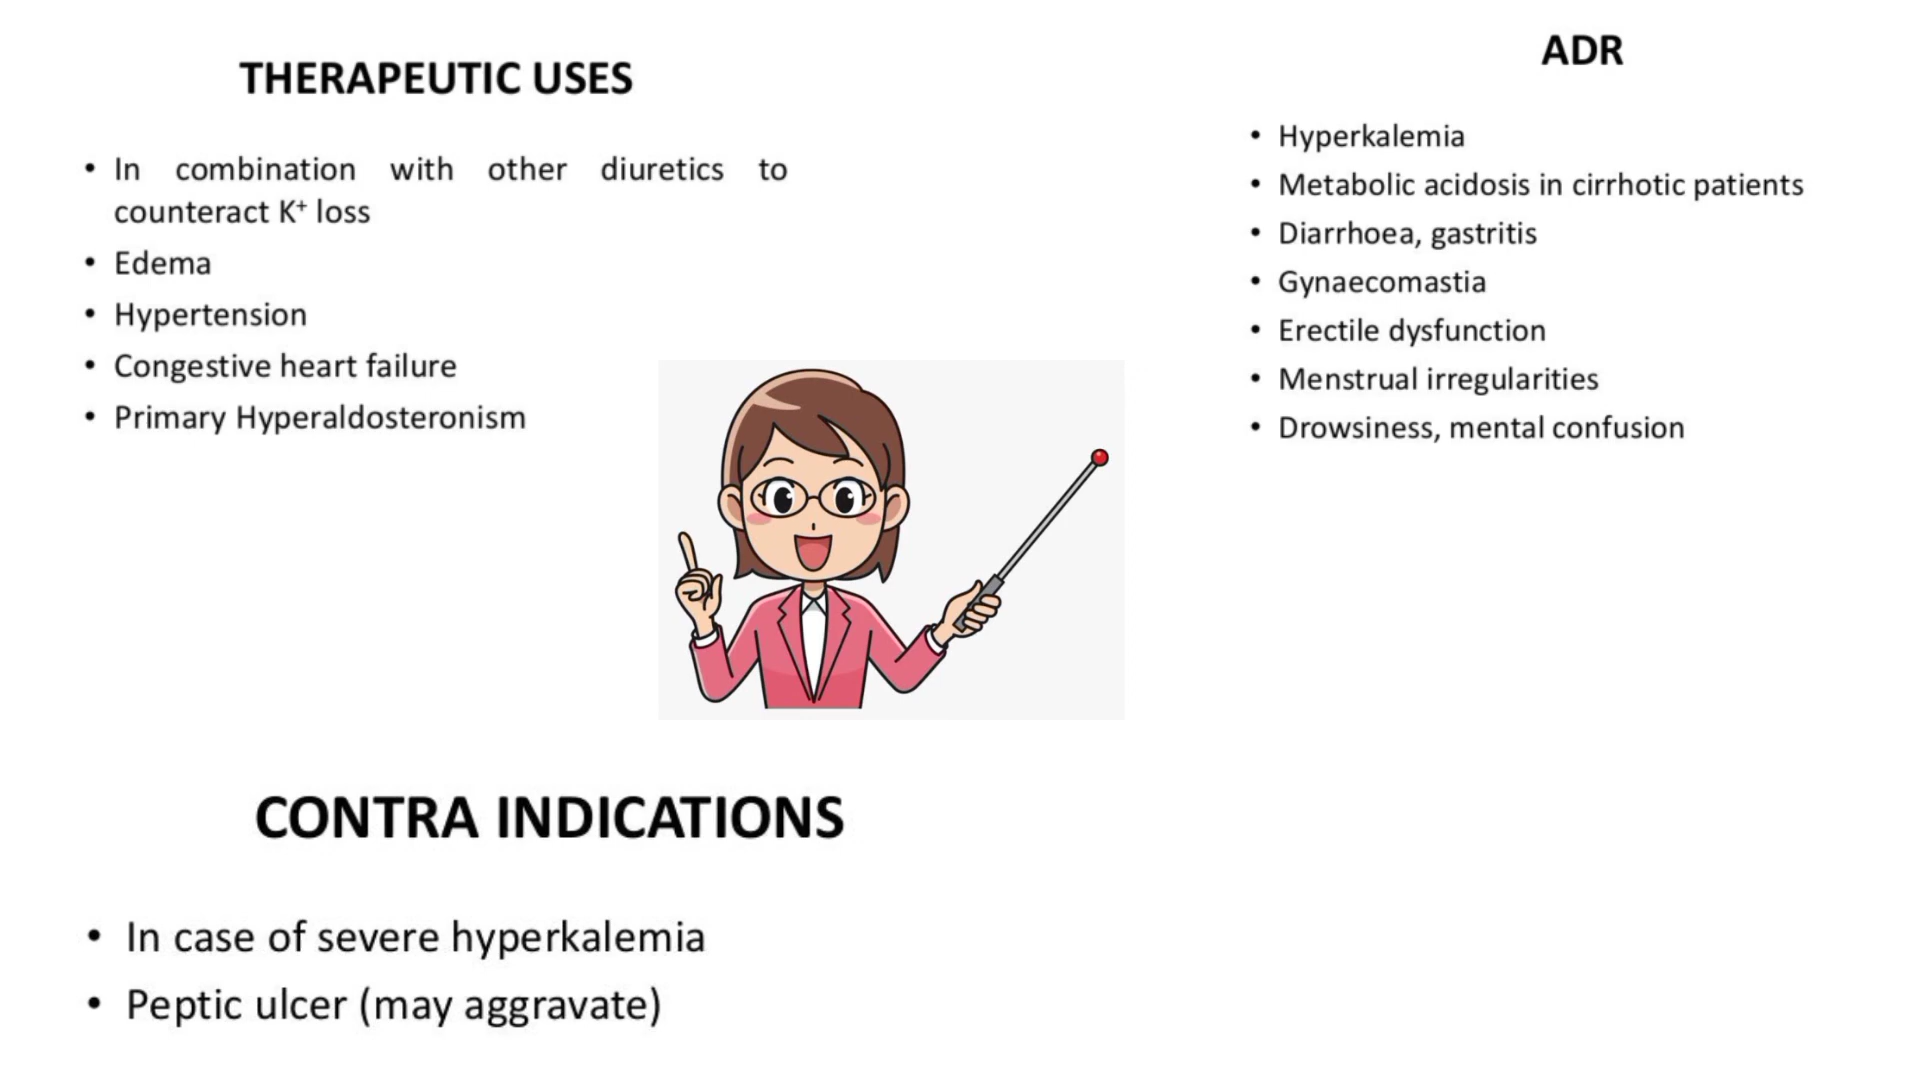 THERAPEUTIC USES
• In combination with other diuretics to
counteract K⁺ loss
• Edema
• Hypertension
• Congestive heart failure
• Primary Hyperaldosteronism
ADR
• Hyperkalemia
• Metabolic acidosis in cirrhotic patients
• Diarrhoea, gastritis
• Gynaecomastia
• Erectile dysfunction
• Menstrual irregularities
• Drowsiness, mental confusion
CONTRA INDICATIONS
• In case of severe hyperkalemia
• Peptic ulcer (may aggravate)